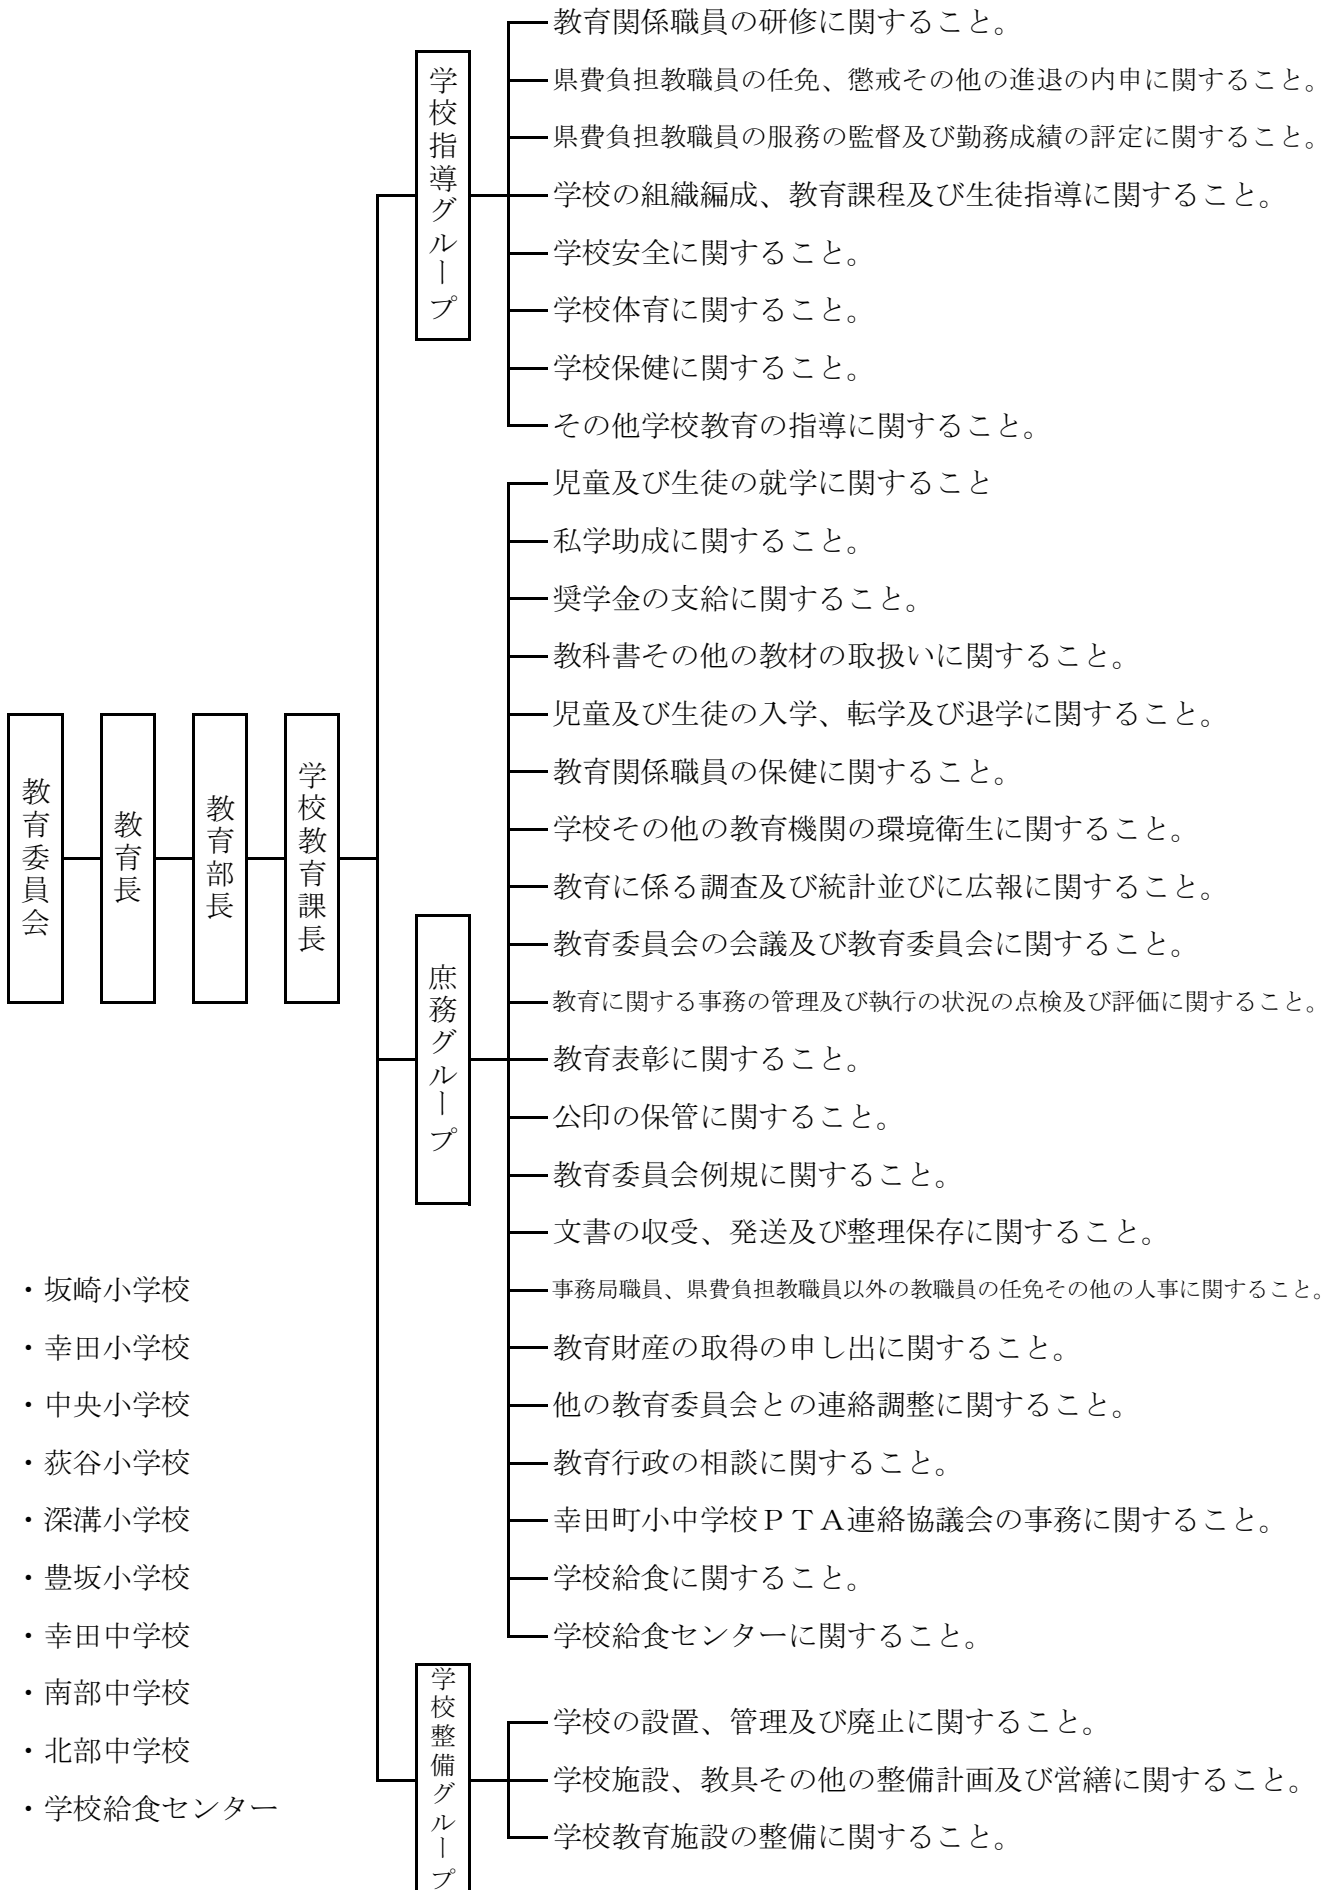 教育委員会
教育長
教育部長
学校教育課長
学校指導グループ
教育関係職員の研修に関すること。
県費負担教職員の任免、懲戒その他の進退の内申に関すること。
県費負担教職員の服務の監督及び勤務成績の評定に関すること。
学校の組織編成、教育課程及び生徒指導に関すること。
学校安全に関すること。
学校体育に関すること。
学校保健に関すること。
その他学校教育の指導に関すること。
庶務グループ
児童及び生徒の就学に関すること
私学助成に関すること。
奨学金の支給に関すること。
教科書その他の教材の取扱いに関すること。
児童及び生徒の入学、転学及び退学に関すること。
教育関係職員の保健に関すること。
学校その他の教育機関の環境衛生に関すること。
教育に係る調査及び統計並びに広報に関すること。
教育委員会の会議及び教育委員会に関すること。
教育に関する事務の管理及び執行の状況の点検及び評価に関すること。
教育表彰に関すること。
公印の保管に関すること。
教育委員会例規に関すること。
文書の収受、発送及び整理保存に関すること。
事務局職員、県費負担教職員以外の教職員の任免その他の人事に関すること。
教育財産の取得の申し出に関すること。
他の教育委員会との連絡調整に関すること。
教育行政の相談に関すること。
幸田町小中学校ＰＴＡ連絡協議会の事務に関すること。
学校給食に関すること。
学校給食センターに関すること。
学校整備グループ
学校の設置、管理及び廃止に関すること。
学校施設、教具その他の整備計画及び営繕に関すること。
学校教育施設の整備に関すること。
・坂崎小学校
・幸田小学校
・中央小学校
・荻谷小学校
・深溝小学校
・豊坂小学校
・幸田中学校
・南部中学校
・北部中学校
・学校給食センター